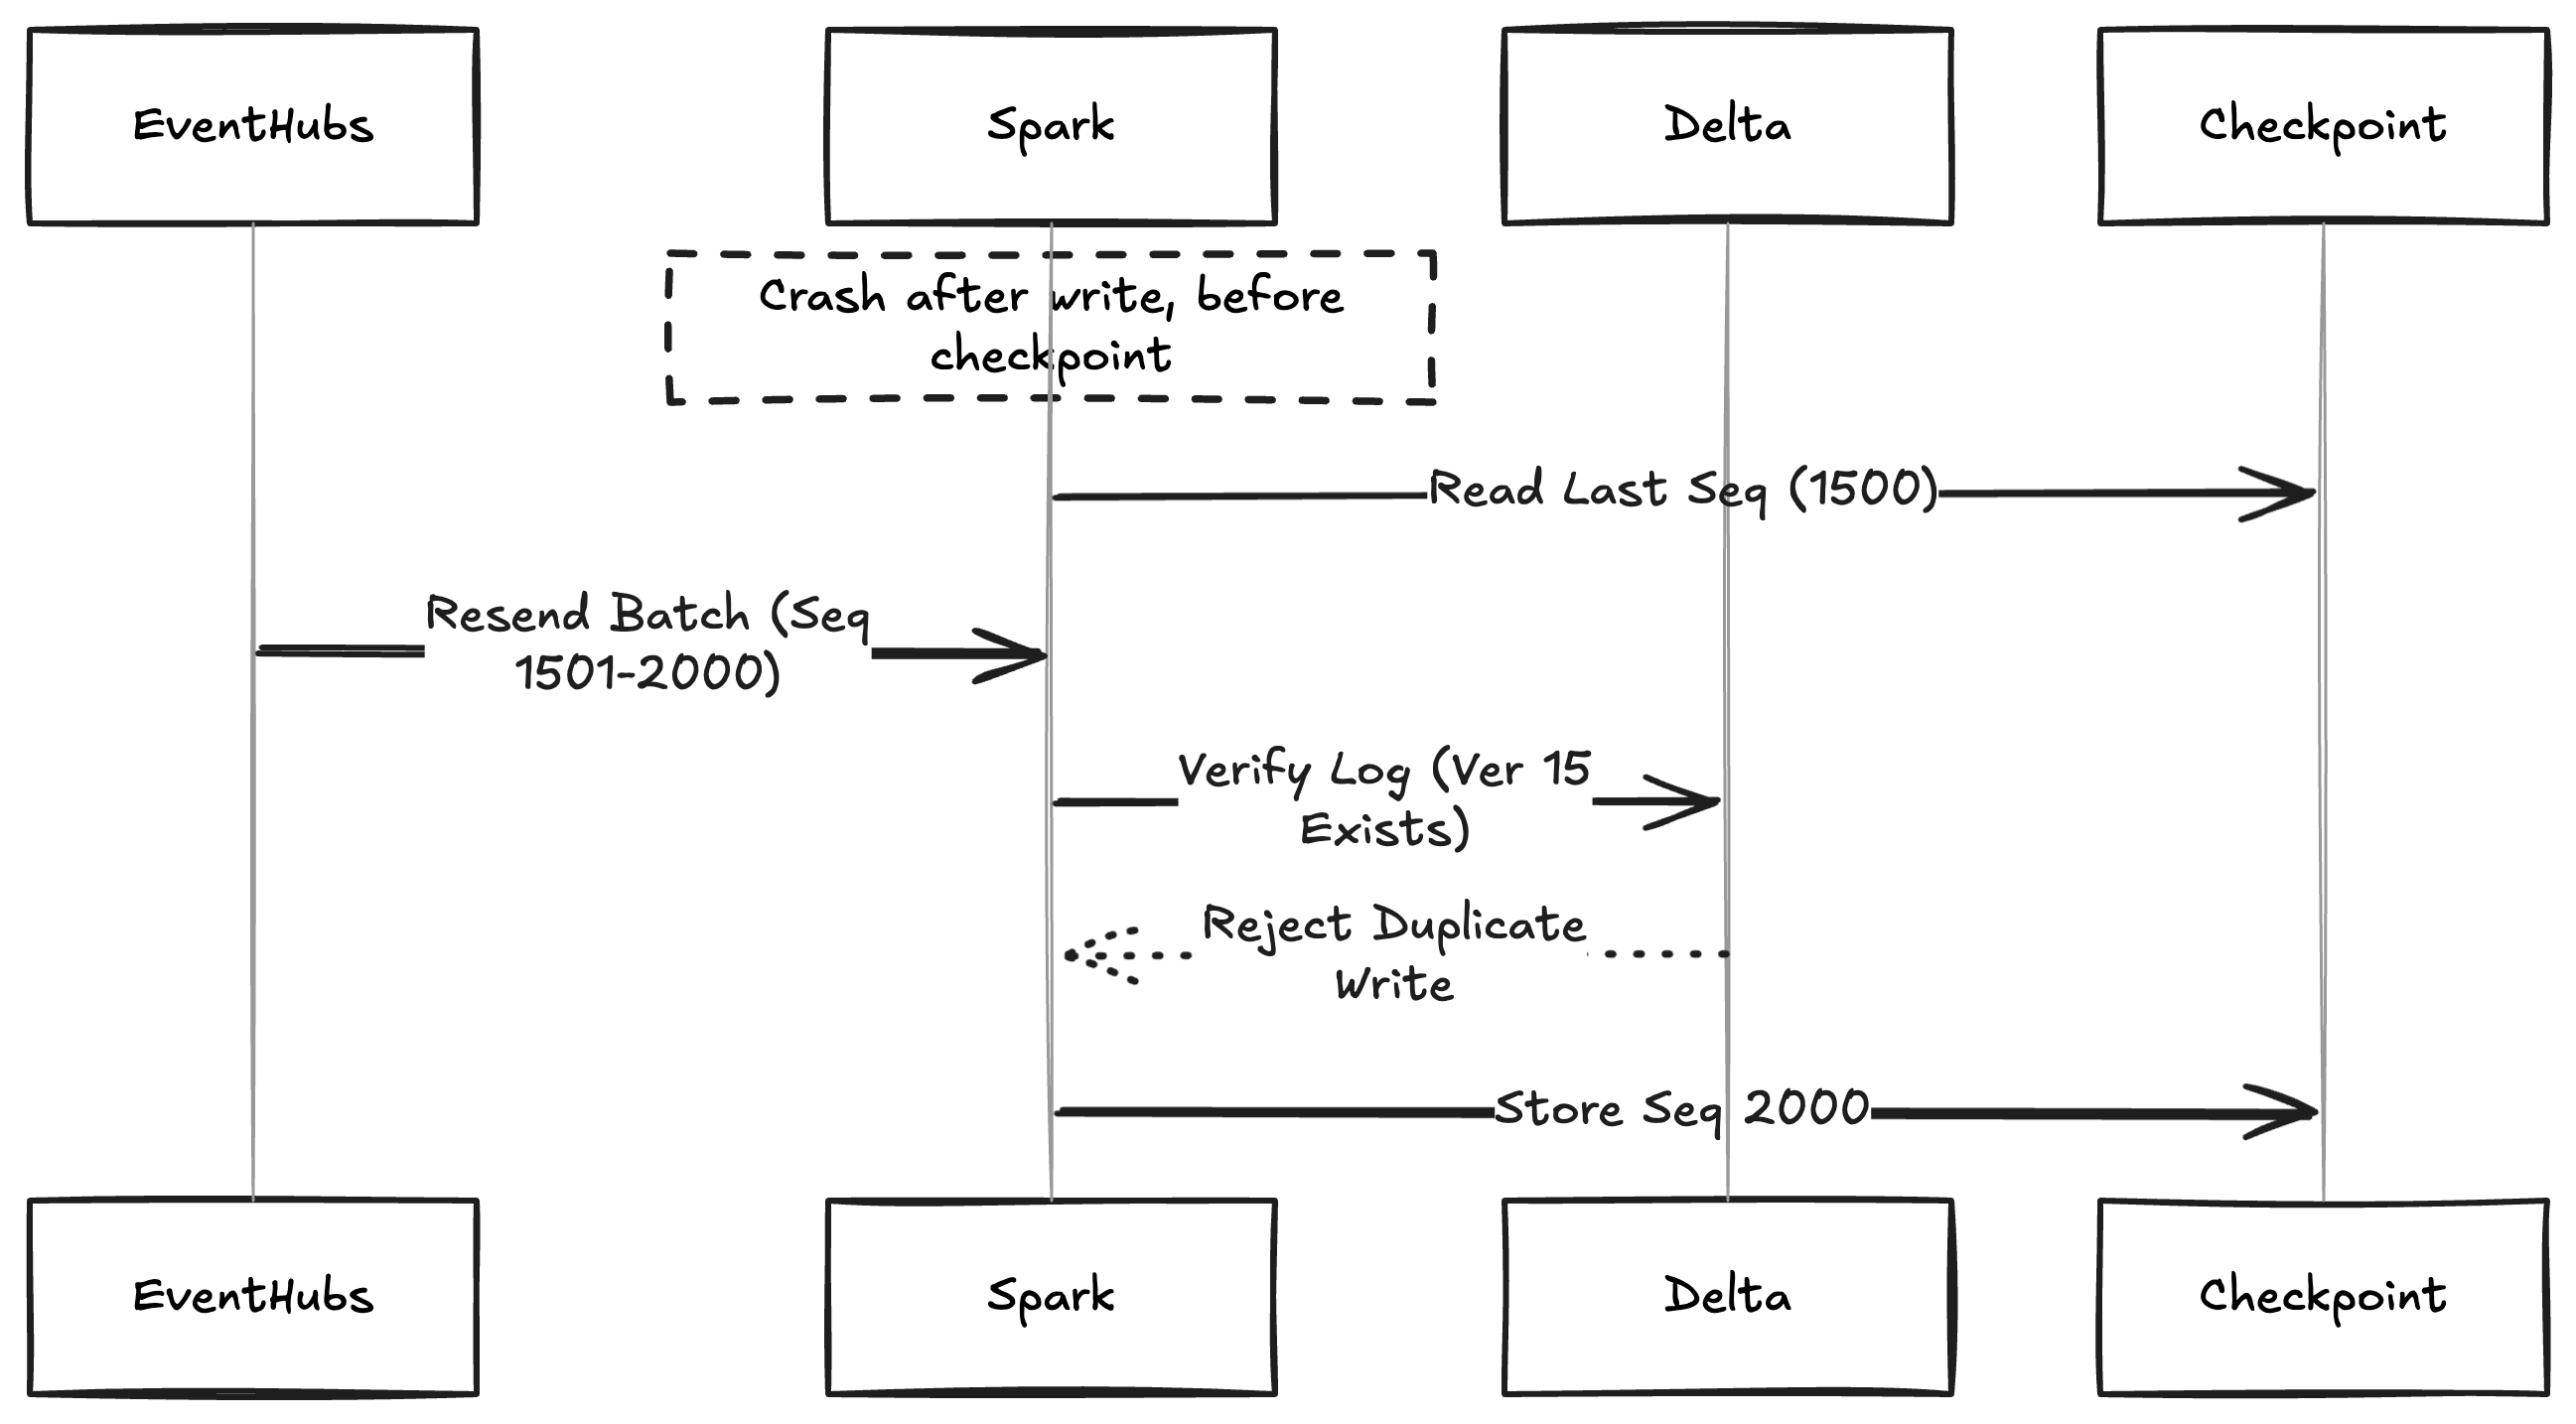 EventHubs
Spark
Delta
Checkpoint
Crash after write, before
checkpoint
Read Last Seq (1500)
Resend Batch (Seq
1501-2000)
Verify Log (Ver 15
Exists)
Reject Duplicate
Write
Store Seq 2000
EventHubs
Spark
Delta
Checkpoint